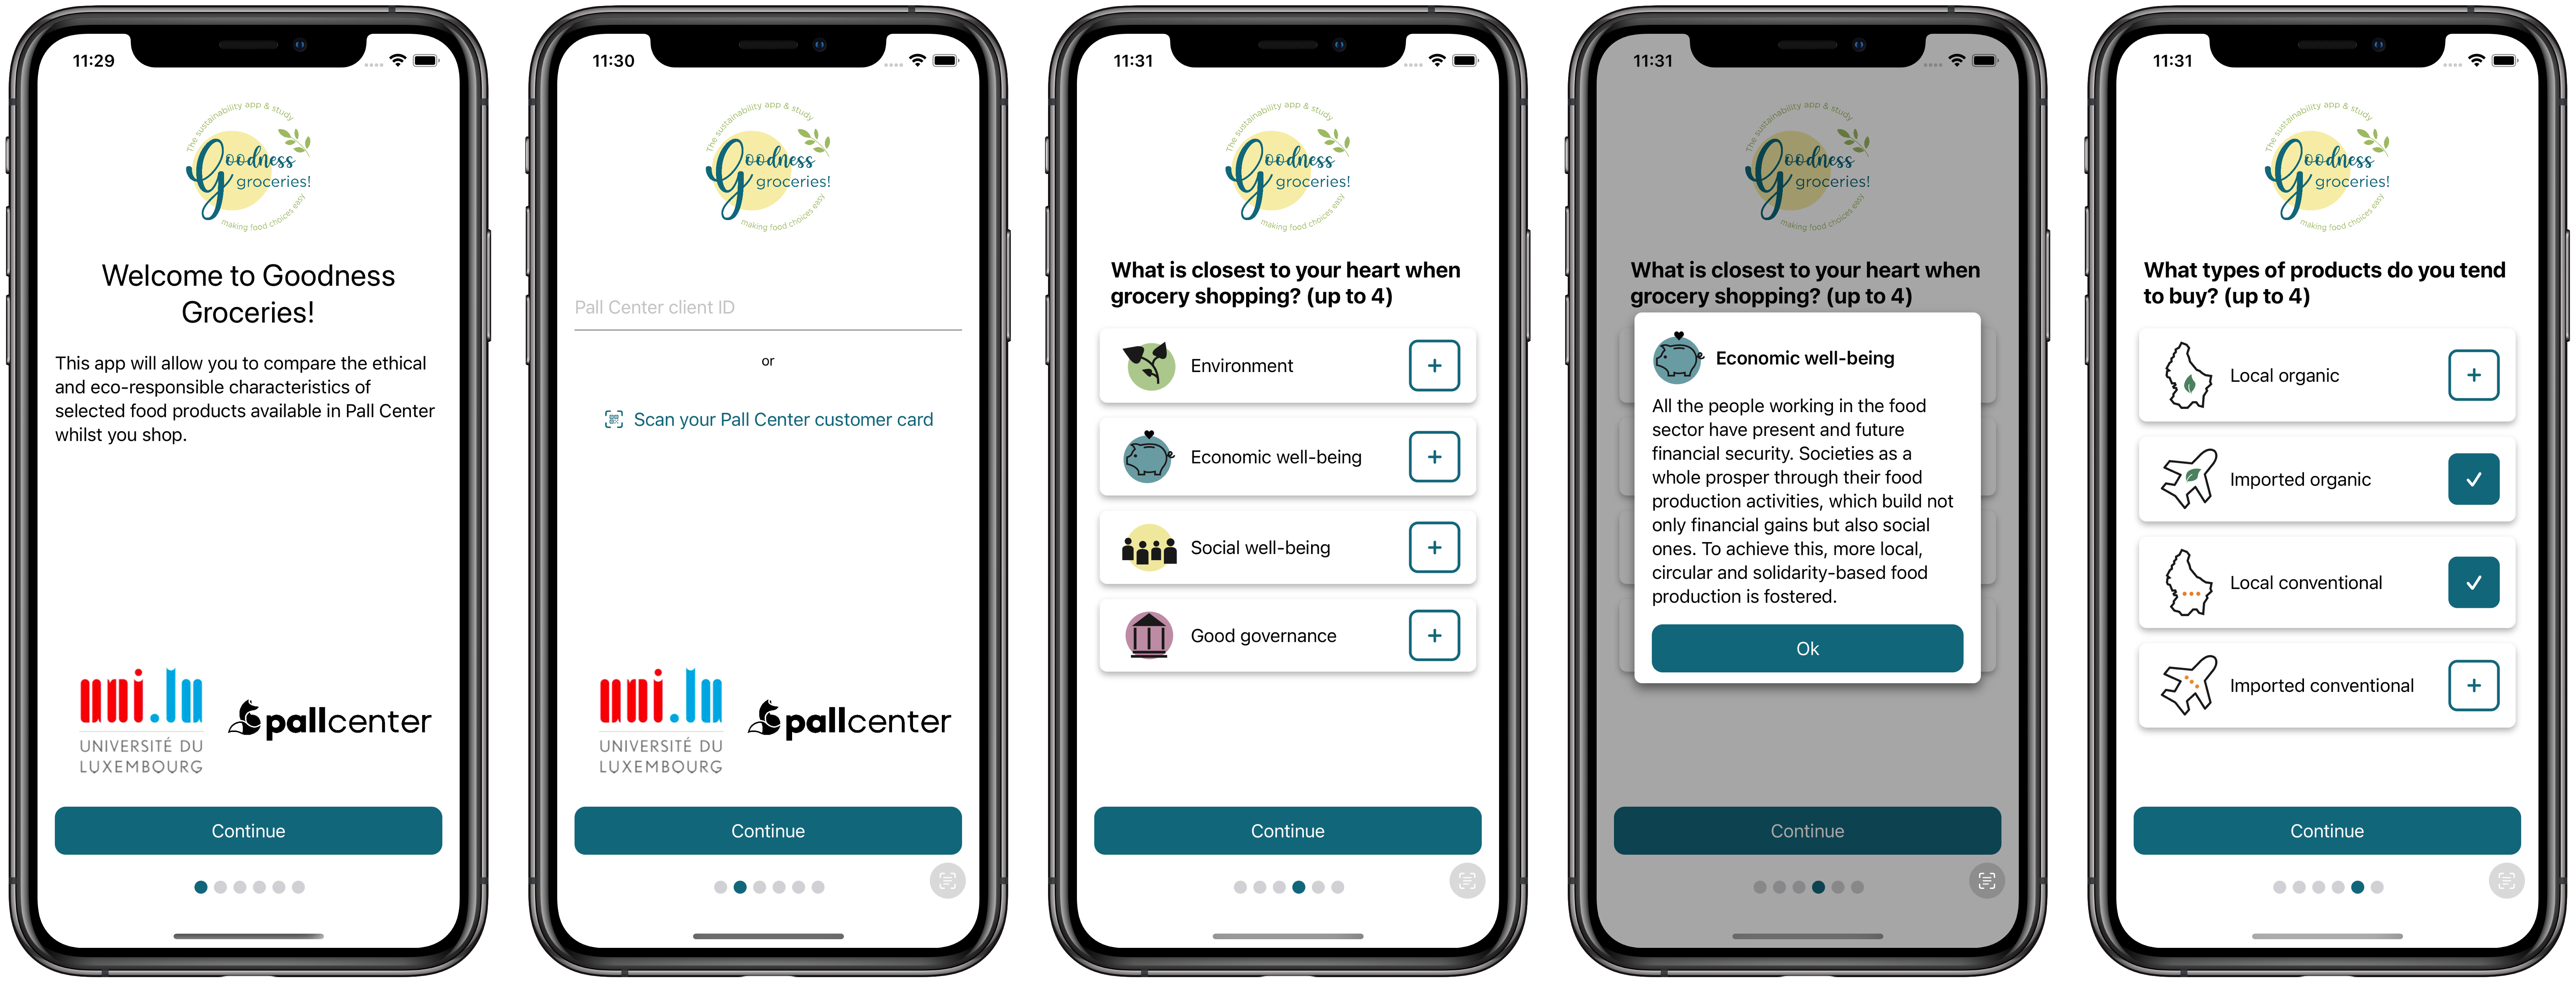 11:29
The sustainability app & study
Goodness
groceries!
making food choices easy
Welcome to Goodness
Groceries!
This app will allow you to compare the ethical
and eco-responsible characteristics of
selected food products available in Pall Center
whilst you shop.
uni.lu
UNIVERSITÉ DU
LUXEMBOURG
pallcenter
Continue
11:30
The sustainability app & study
Goodness
groceries!
making food choices easy
Pall Center client ID
or
Scan your Pall Center customer card
uni.lu
UNIVERSITÉ DU
LUXEMBOURG
pallcenter
Continue
11:31
The sustainability app & study
Goodness
groceries!
making food choices easy
What is closest to your heart when
grocery shopping? (up to 4)
Environment
Economic well-being
Social well-being
Good governance
Continue
11:31
The sustainability app & study
Goodness
groceries!
making food choices easy
What is closest to your heart when
grocery shopping? (up to 4)
Economic well-being
All the people working in the food
sector have present and future
financial security. Societies as a
whole prosper through their food
production activities, which build not
only financial gains but also social
ones. To achieve this, more local,
circular and solidarity-based food
production is fostered.
Ok
Continue
11:31
The sustainability app & study
Goodness
groceries!
making food choices easy
What types of products do you tend
to buy? (up to 4)
Local organic
Imported organic
Local conventional
Imported conventional
Continue